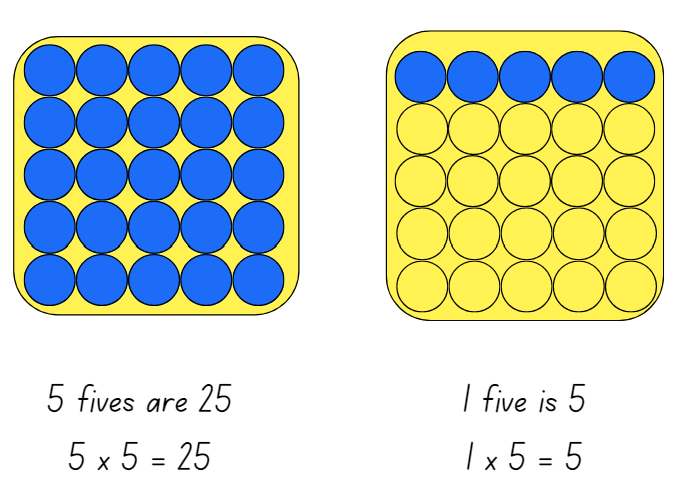 5 fives are 25
5 x 5 = 25
1 five is 5
1 x 5 = 5